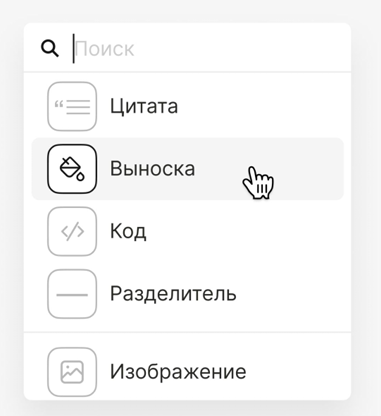 Поиск
Цитата
Выноска
Код
Разделитель
Изображение